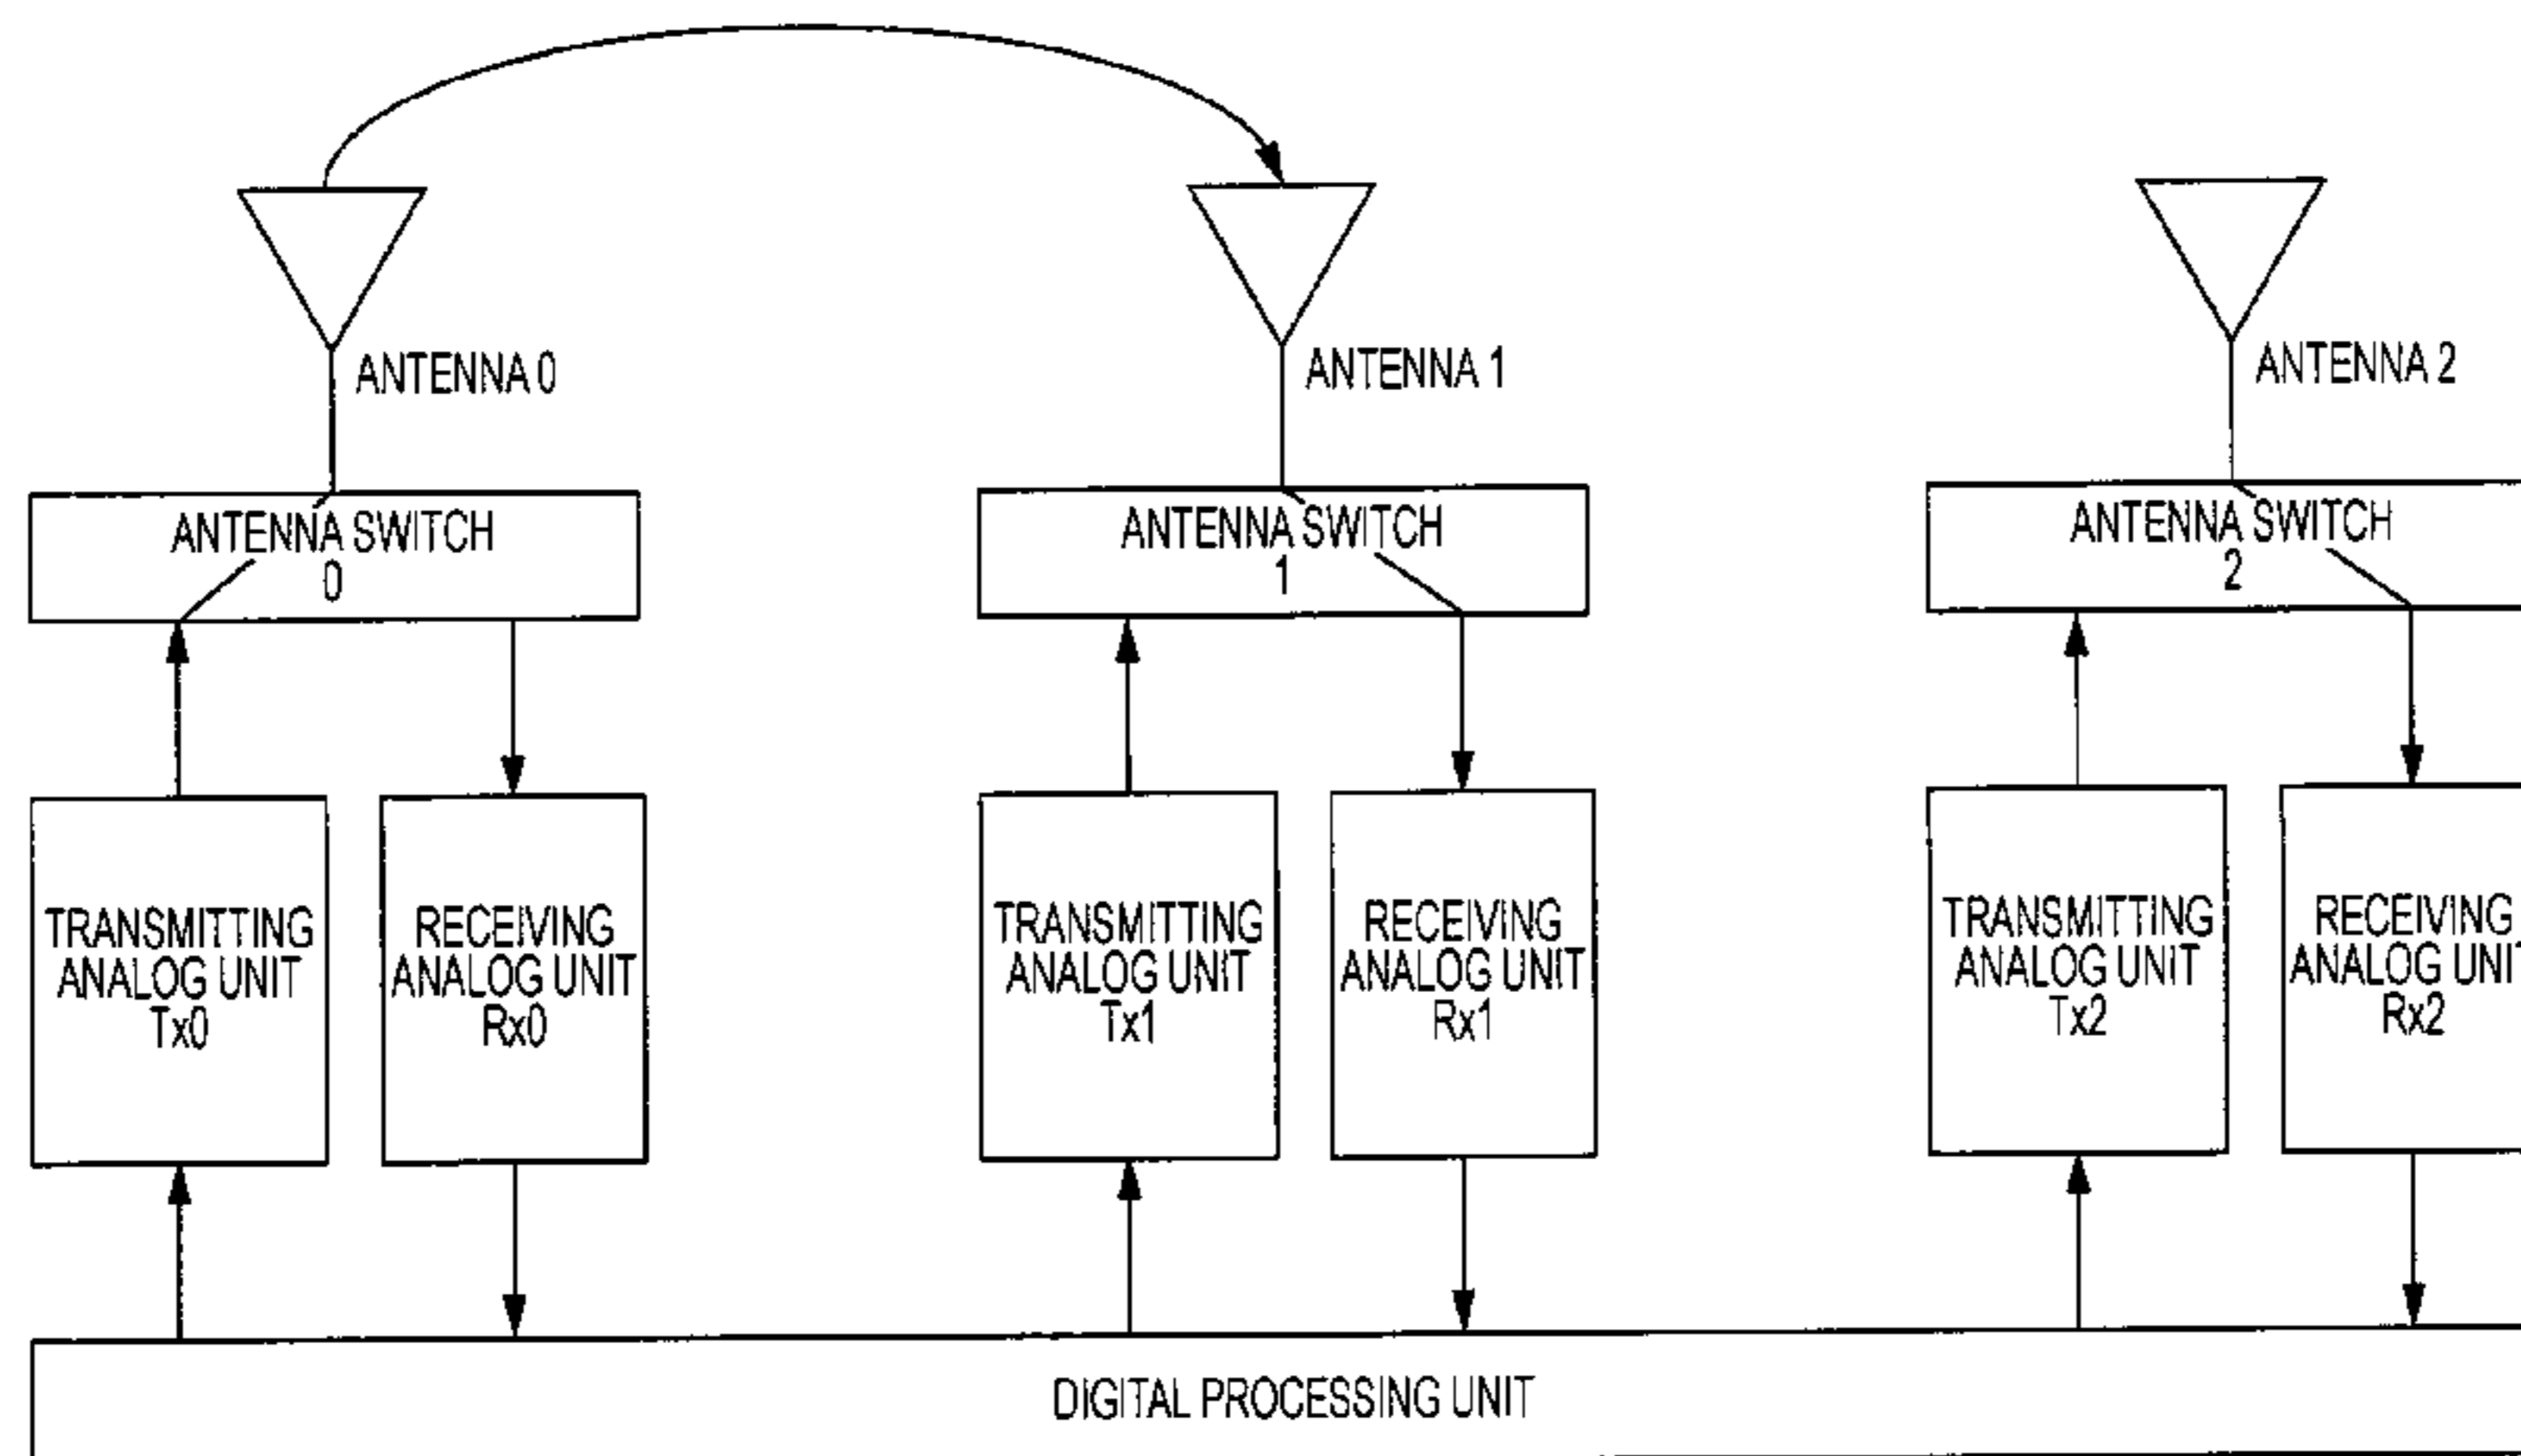 ANTENNA 0
ANTENNA 1
ANTENNA 2
ANTENNA SWITCH
0
ANTENNA SWITCH
1
ANTENNA SWITCH
2
TRANSMITTING
ANALOG UNIT
Tx0
RECEIVING
ANALOG UNIT
Rx0
TRANSMITTING
ANALOG UNIT
Tx1
RECEIVING
ANALOG UNIT
Rx1
TRANSMITTING
ANALOG UNIT
Tx2
RECEIVING
ANALOG UNIT
Rx2
DIGITAL PROCESSING UNIT